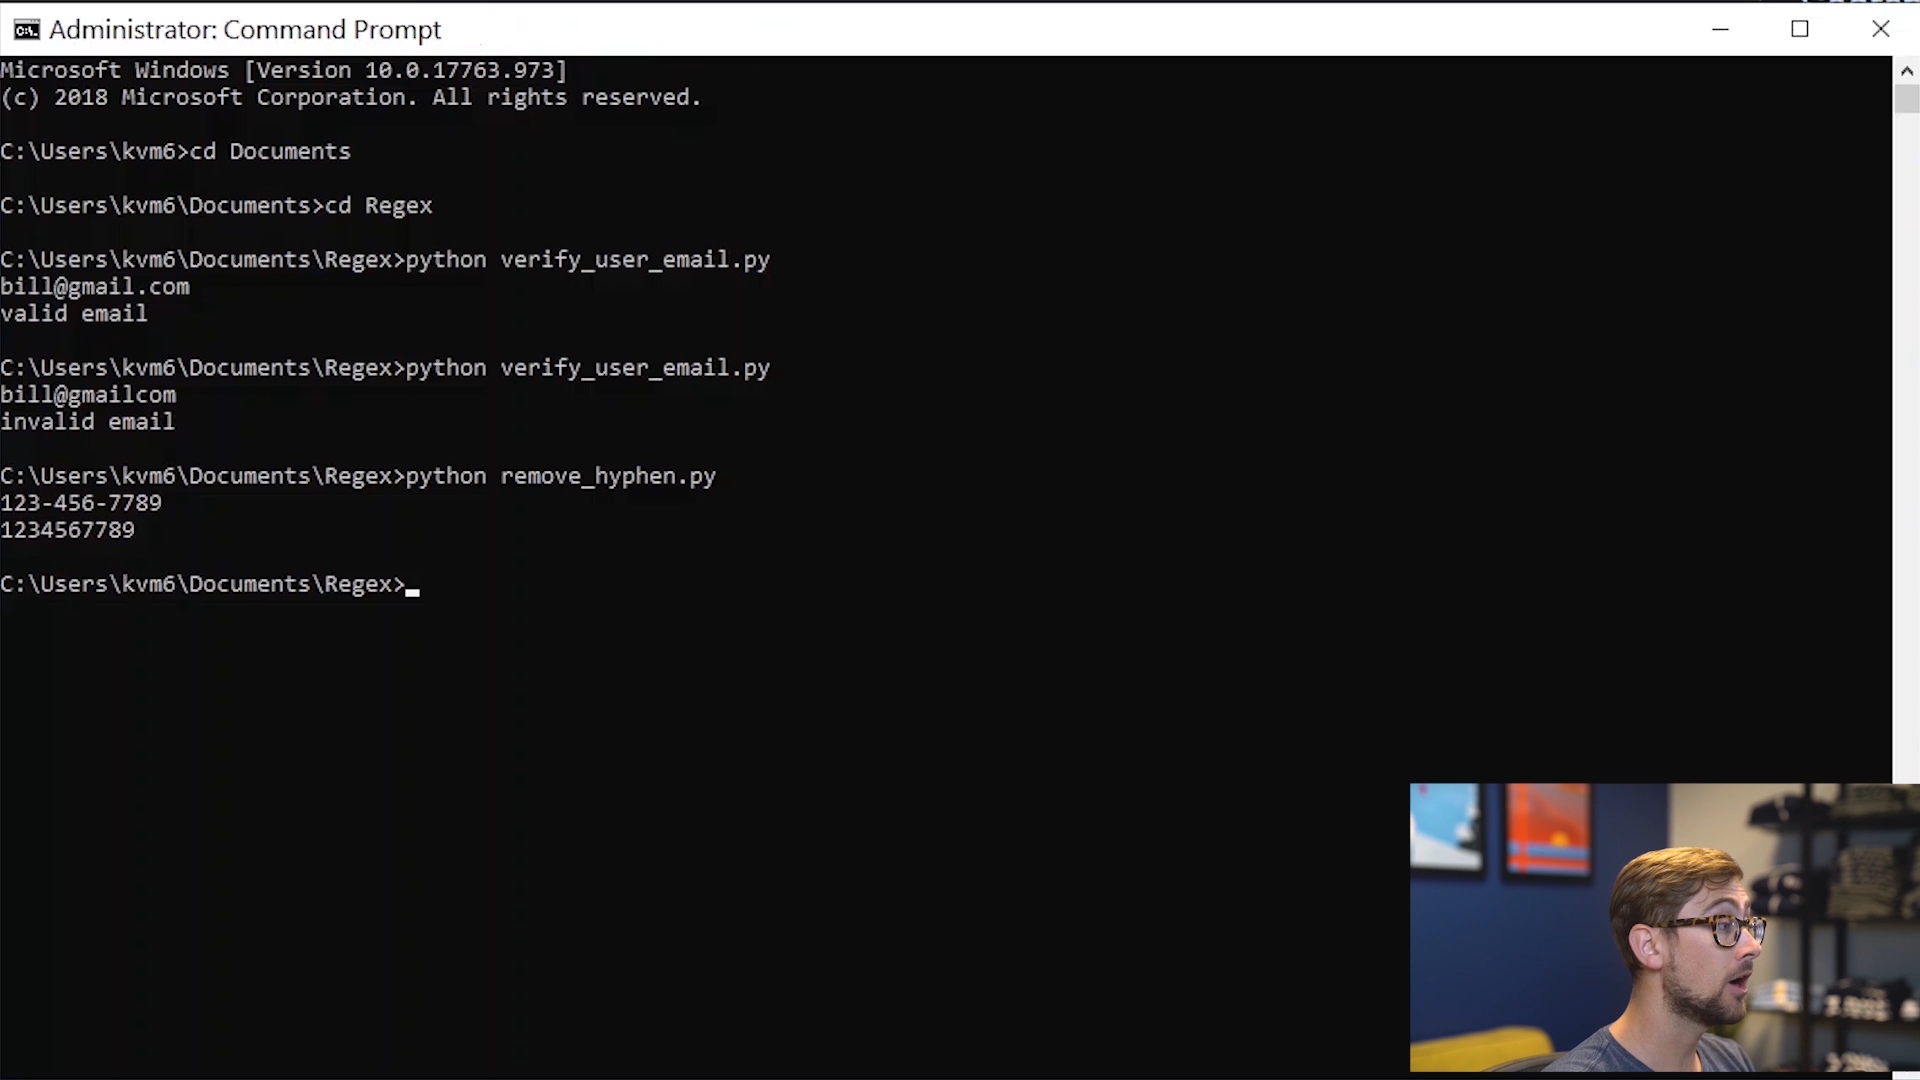 Administrator: Command Prompt
Microsoft Windows [Version 10.0.17763.973]
(c) 2018 Microsoft Corporation. All rights reserved.
C:\Users\kvm6>cd Documents
C:\Users\kvm6\Documents>cd Regex
C:\Users\kvm6\Documents\Regex>python verify_user_email.py
bill@gmail.com
valid email
C:\Users\kvm6\Documents\Regex>python verify_user_email.py
bill@gmailcom
invalid email
C:\Users\kvm6\Documents\Regex>python remove_hyphen.py
123-456-7789
1234567789
C:\Users\kvm6\Documents\Regex>